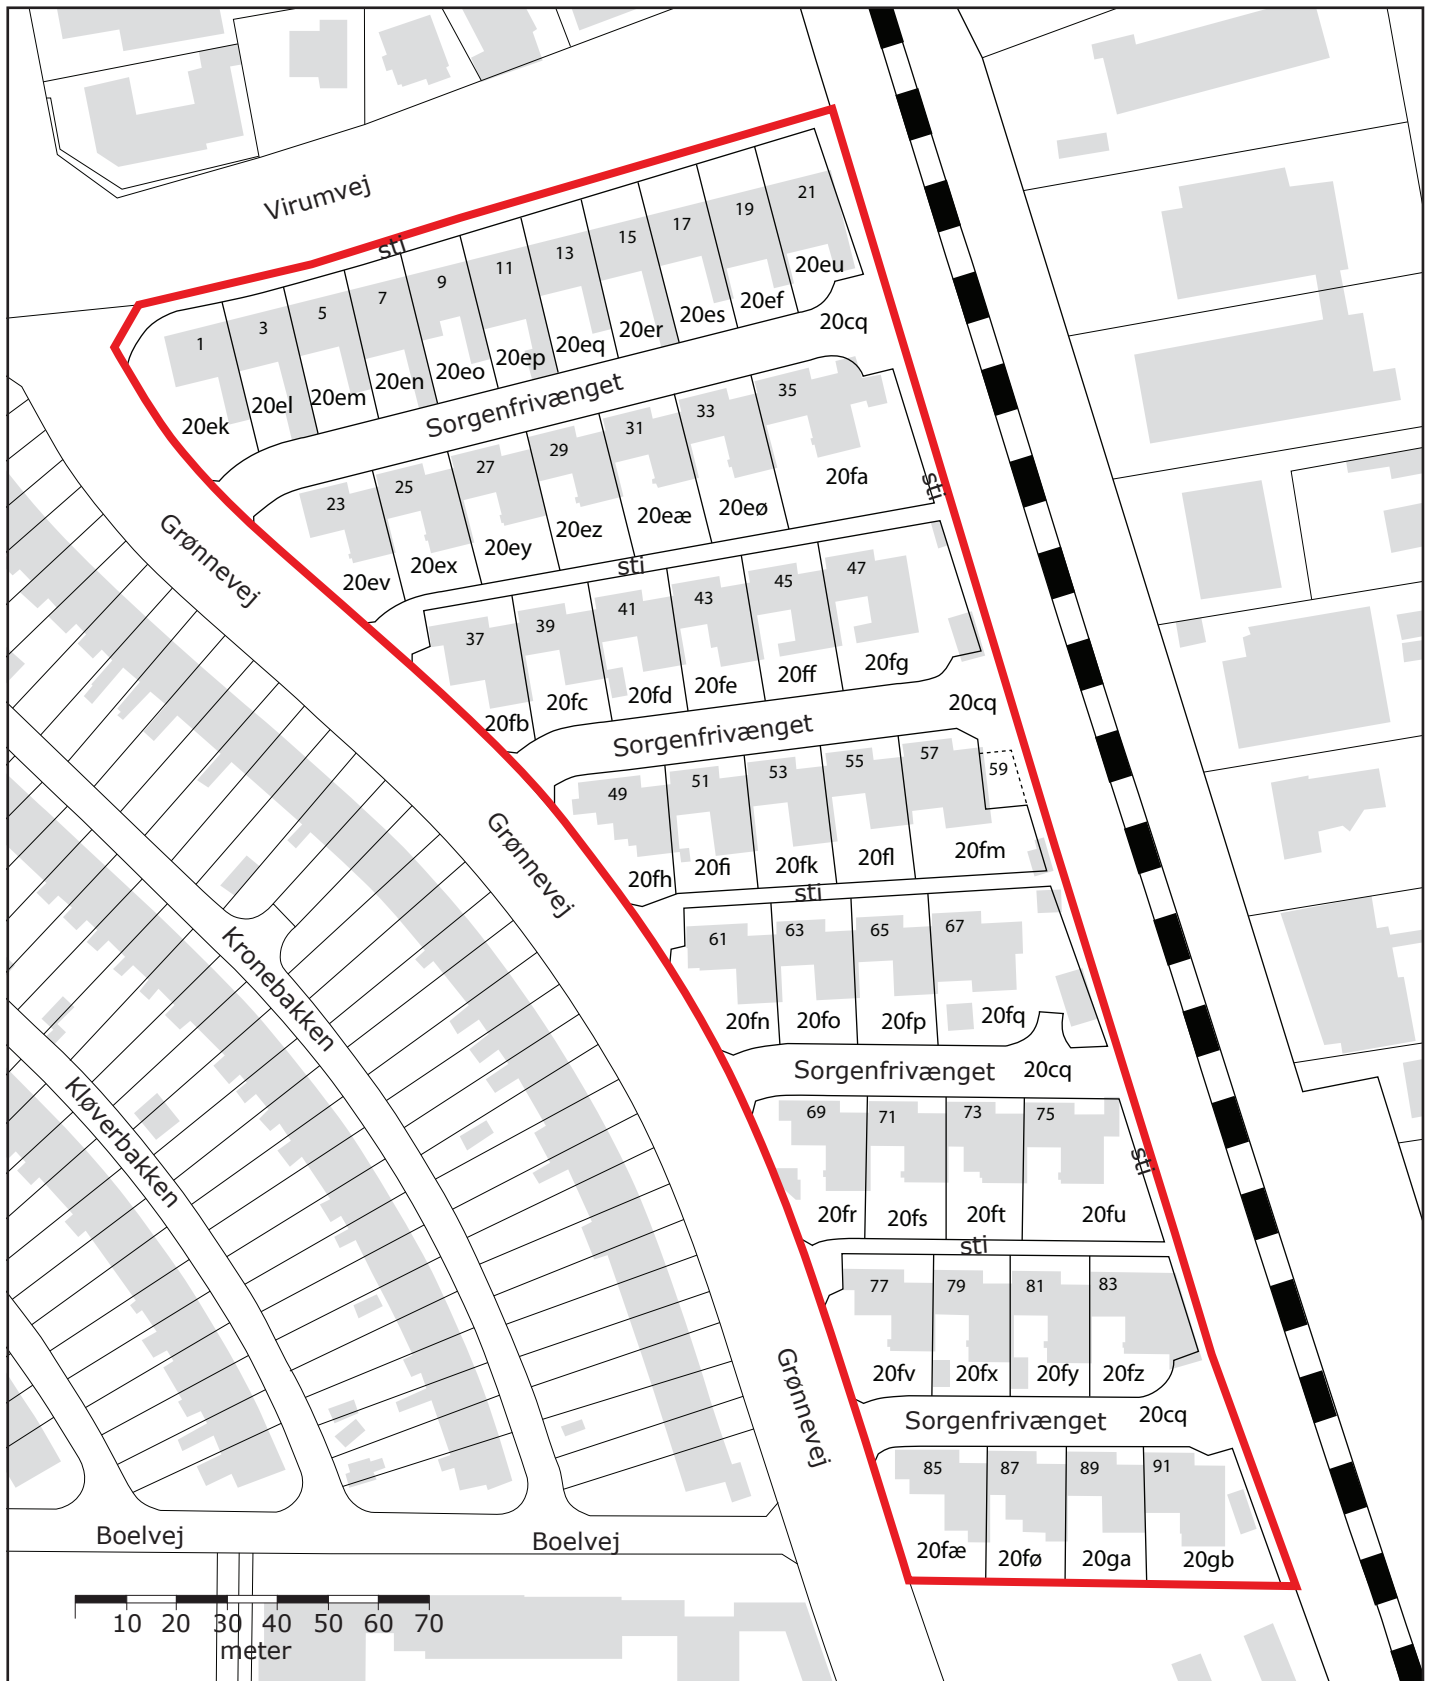 Virumvej
sti
1
3
5
7
9
11
13
15
17
19
21
20ek
20el
20em
20en
20eo
20ep
20eq
20er
20es
20ef
20eu
20cq
Sorgenfrivænget
23
25
27
29
31
33
35
20ev
20ex
20ey
20ez
20eæ
20eø
20fa
sti
Grønnevej
sti
37
39
41
43
45
47
20fb
20fc
20fd
20fe
20ff
20fg
20cq
Sorgenfrivænget
49
51
53
55
57
59
20fh
20fi
20fk
20fl
20fm
Grønnevej
sti
61
63
65
67
20fn
20fo
20fp
20fq
Kronebakken
Sorgenfrivænget
20cq
Kløverbakken
69
71
73
75
20fr
20fs
20ft
20fu
sti
sti
77
79
81
83
20fv
20fx
20fy
20fz
Grønnevej
Sorgenfrivænget
20cq
85
87
89
91
20fæ
20fø
20ga
20gb
Boelvej
Boelvej
10 20 30 40 50 60 70
meter